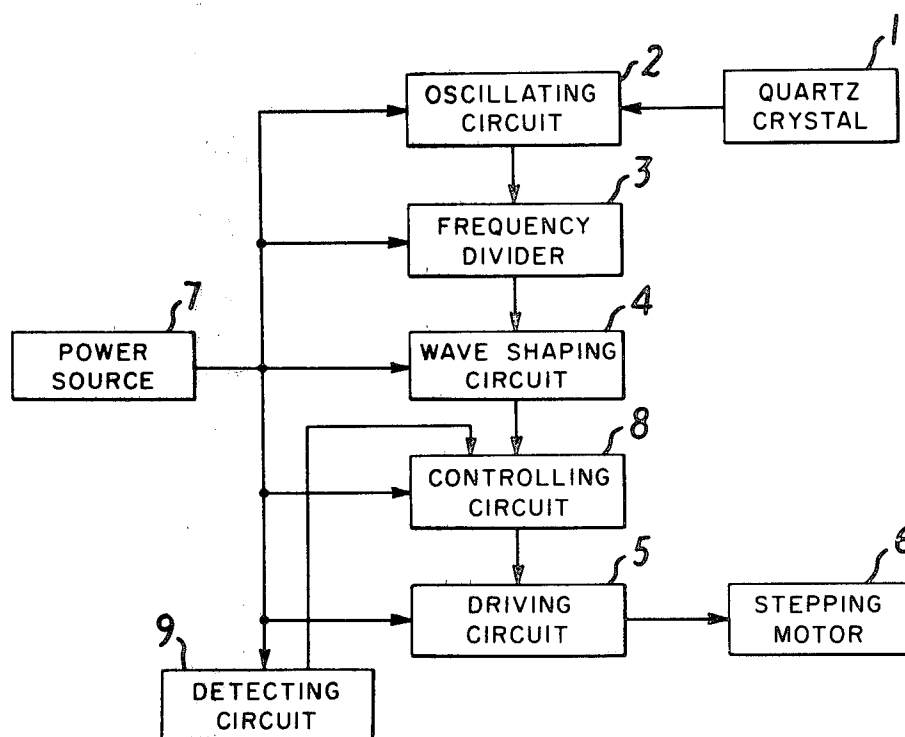 1
2
OSCILLATING
CIRCUIT
QUARTZ
CRYSTAL
3
FREQUENCY
DIVIDER
7
4
POWER
SOURCE
WAVE SHAPING
CIRCUIT
8
CONTROLLING
CIRCUIT
5
6
DRIVING
CIRCUIT
STEPPING
MOTOR
9
DETECTING
CIRCUIT